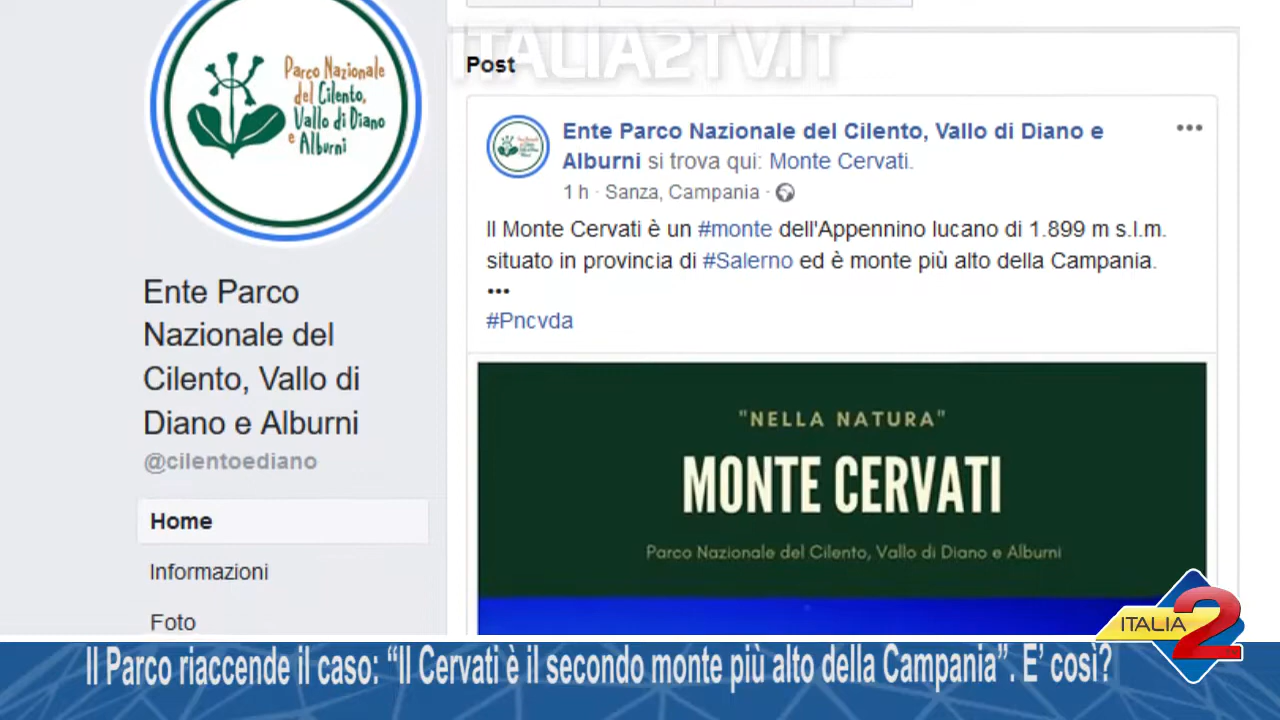 ITALIA2TV.IT
Parco Nazionale
del Cilento,
Vallo di Diano
e Alburni
Post
Ente Parco Nazionale del Cilento, Vallo di Diano e
Alburni si trova qui: Monte Cervati.
1 h · Sanza, Campania ·
Il Monte Cervati è un #monte dell'Appennino lucano di 1.899 m s.l.m.
situato in provincia di #Salerno ed è monte più alto della Campania.
•••
#Pncvda
Ente Parco
Nazionale del
Cilento, Vallo di
Diano e Alburni
@cilentoediano
Home
Informazioni
Foto
"NELLA NATURA"
MONTE CERVATI
Parco Nazionale del Cilento, Vallo di Diano e Alburni
ITALIA 2
Il Parco riaccende il caso: “Il Cervati è il secondo monte più alto della Campania”. E’ così?